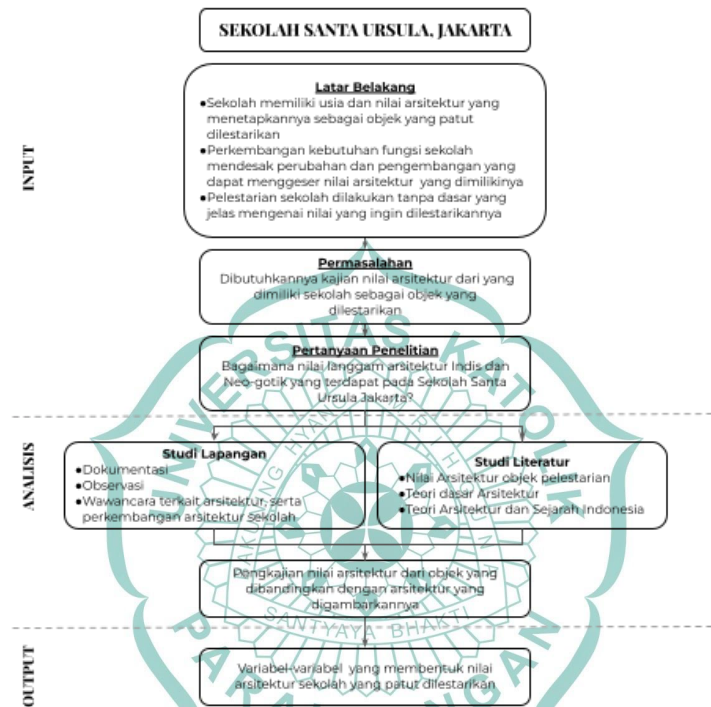 SEKOLAH SANTA URSULA, JAKARTA
INPUT
Latar Belakang
●Sekolah memiliki usia dan nilai arsitektur yang
menetapkannya sebagai objek yang patut
dilestarikan
●Perkembangan kebutuhan fungsi sekolah
mendesak perubahan dan pengembangan yang
dapat menggeser nilai arsitektur yang dimilikinya
●Pelestarian sekolah dilakukan tanpa dasar yang
jelas mengenai nilai yang ingin dilestarikannya
Permasalahan
Dibutuhkannya kajian nilai arsitektur dari yang
dimiliki sekolah sebagai objek yang
dilestarikan
Pertanyaan Penelitian
Bagaimana nilai langgam arsitektur Indis dan
Neo-gotik yang terdapat pada Sekolah Santa
Ursula Jakarta?
ANALISIS
Studi Lapangan
●Dokumentasi
●Observasi
●Wawancara terkait arsitektur, serta
perkembangan arsitektur Sekolah
Studi Literatur
●Nilai Arsitektur objek pelestarian
●Teori dasar Arsitektur
●Teori Arsitektur dan Sejarah Indonesia
Pengkajian nilai arsitektur dari objek yang
dibandingkan dengan arsitektur yang
digambarkannya
OUTPUT
Variabel-variabel yang membentuk nilai
arsitektur sekolah yang patut dilestarikan
UNIVERSITAS KATOLIK
PARAHYANGAN
SANTYAYA BHAKTI